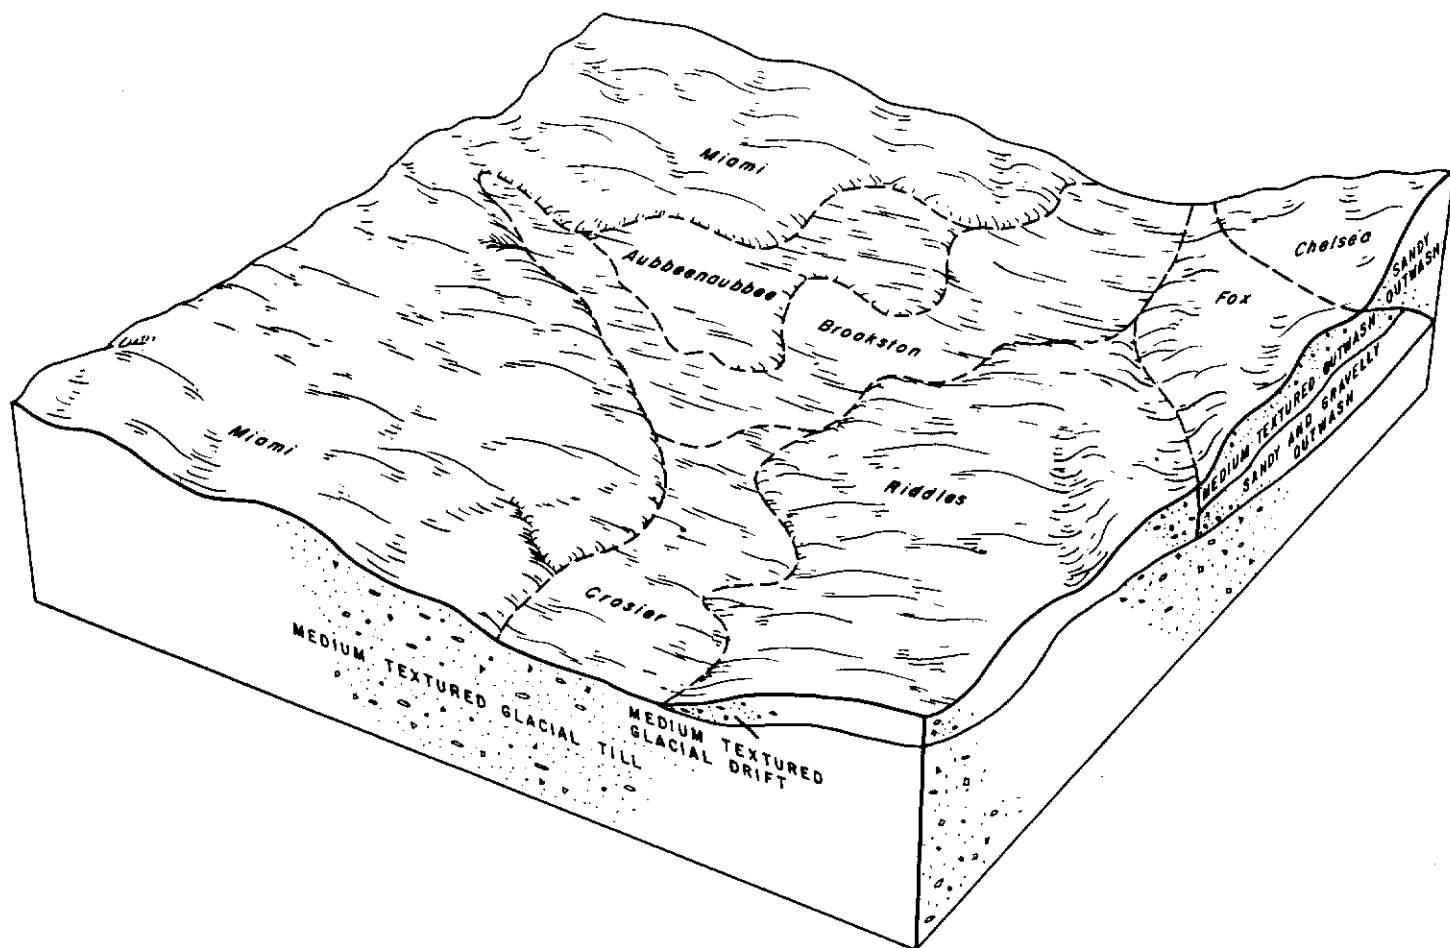 Miami
Chelsea
Aubbeenaubbee
Fox
Brookston
Miami
Riddles
Crosier
SANDY
OUTWASH
MEDIUM TEXTURED OUTWASH
SANDY AND GRAVELLY
OUTWASH
MEDIUM TEXTURED GLACIAL TILL
MEDIUM TEXTURED
GLACIAL DRIFT